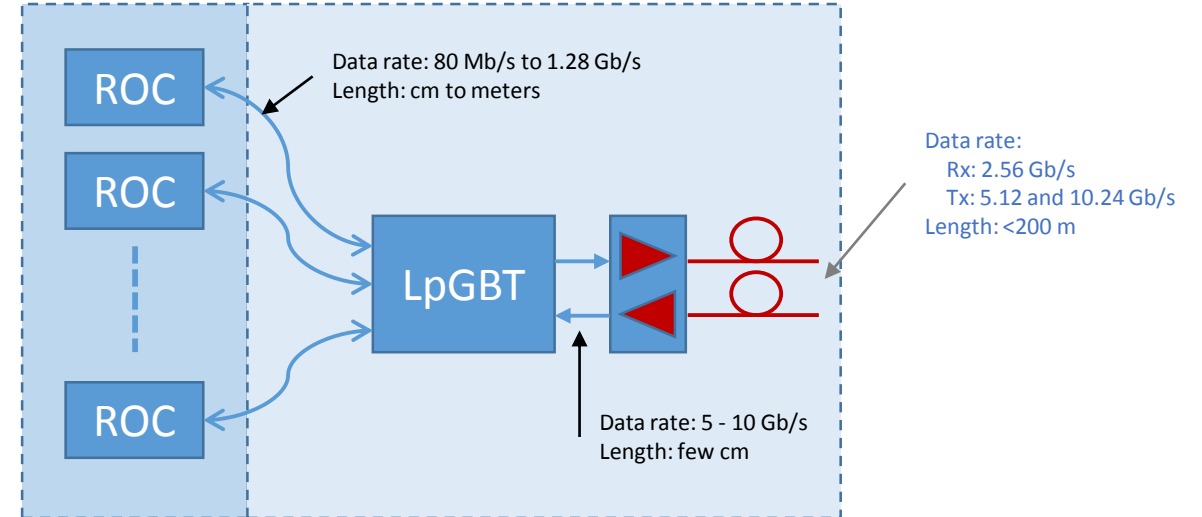 ROC
Data rate: 80 Mb/s to 1.28 Gb/s
Length: cm to meters
ROC
Data rate:
Rx: 2.56 Gb/s
Tx: 5.12 and 10.24 Gb/s
Length: <200 m
LpGBT
ROC
Data rate: 5 - 10 Gb/s
Length: few cm